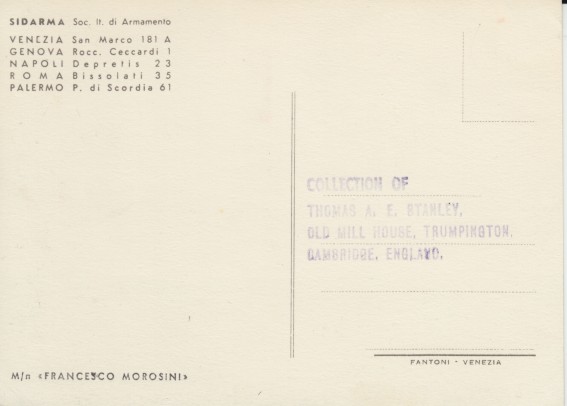 SIDARMA Soc. It. di Armamento
VENEZIA San Marco 181 A
GENOVA Rocc. Ceccardi 1
NAPOLI Depretis 23
ROMA Bissolati 35
PALERMO P. di Scordia 61
COLLECTION OF
THOMAS A. E. STANLEY,
OLD MILL HOUSE, TRUMPINGTON,
CAMBRIDGE, ENGLAND.
FANTONI - VENEZIA
M/n «FRANCESCO MOROSINI»